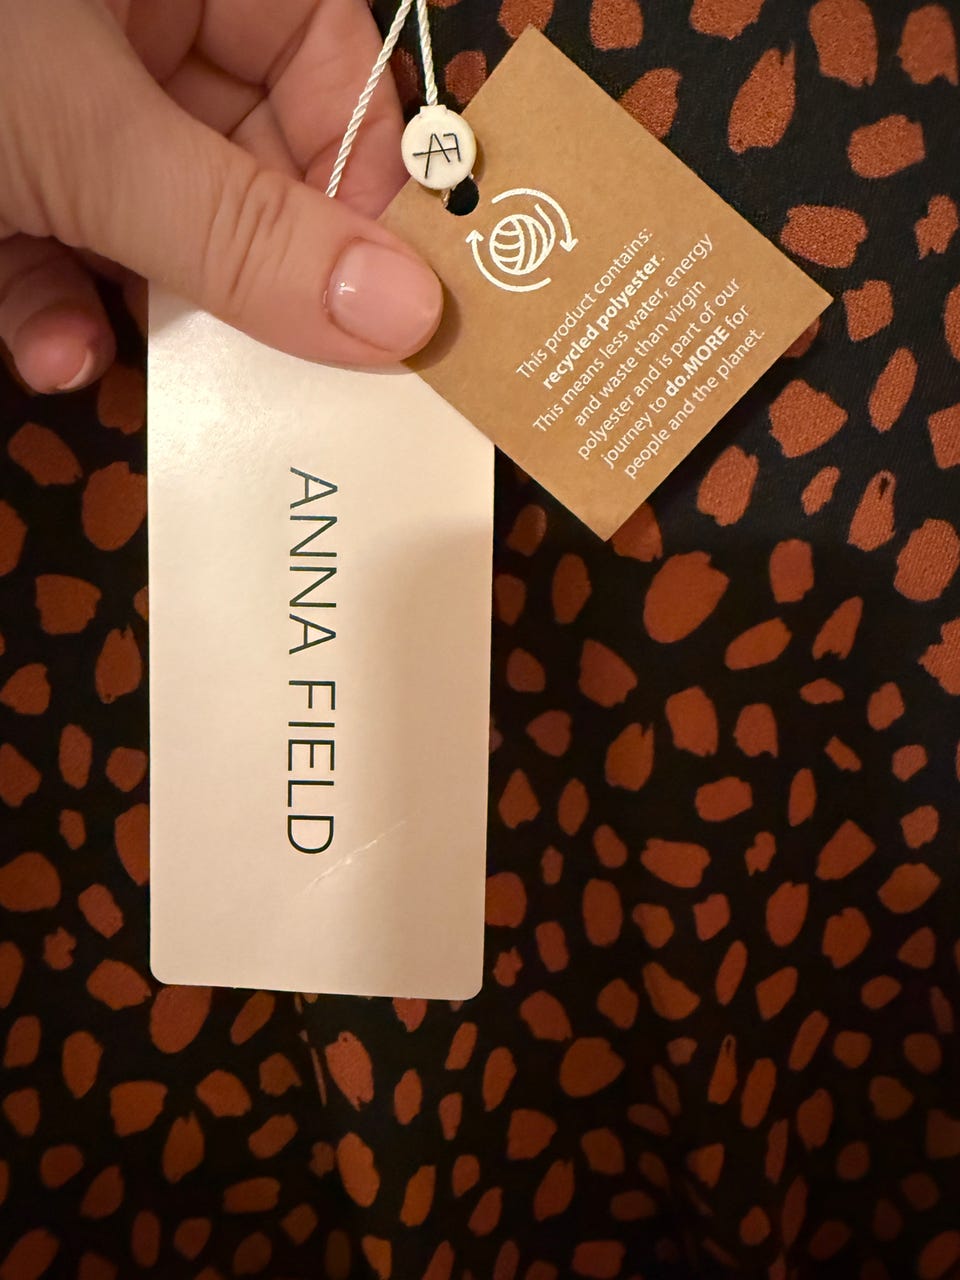 AF
This product contains:
recycled polyester.
This means less water, energy
and waste than virgin
polyester and is part of our
journey to do.MORE for
people and the planet.
ANNA FIELD